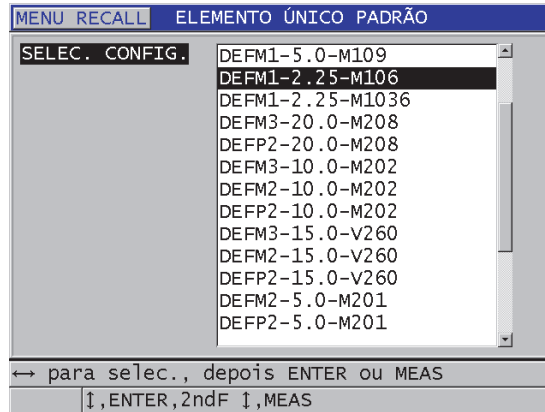 MENU RECALL ELEMENTO ÚNICO PADRÃO
SELEC. CONFIG.
DEFM1-5.0-M109
DEFM1-2.25-M106
DEFM1-2.25-M1036
DEFM3-20.0-M208
DEFP2-20.0-M208
DEFM3-10.0-M202
DEFM2-10.0-M202
DEFP2-10.0-M202
DEFM3-15.0-V260
DEFM2-15.0-V260
DEFP2-15.0-V260
DEFM2-5.0-M201
DEFP2-5.0-M201
↔ para selec., depois ENTER ou MEAS
↕,ENTER,2ndF ↕,MEAS